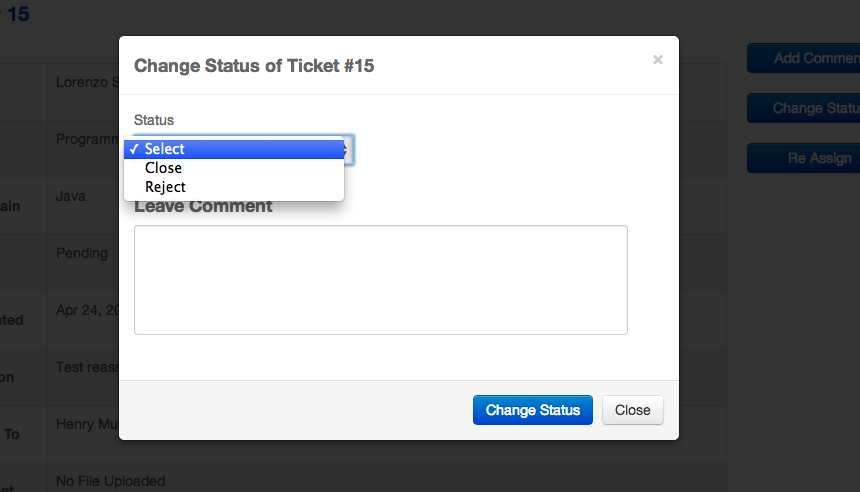 15
Change Status of Ticket #15
×
Add Commen
Lorenzo S
Status
Change Statu
Programm
✓ Select
Close
Re Assign
Reject
ain
Java
Leave Comment
Pending
Apr 24, 20
ated
Test reass
on
Henry Mu
To
Change Status
Close
No File Uploaded
ent